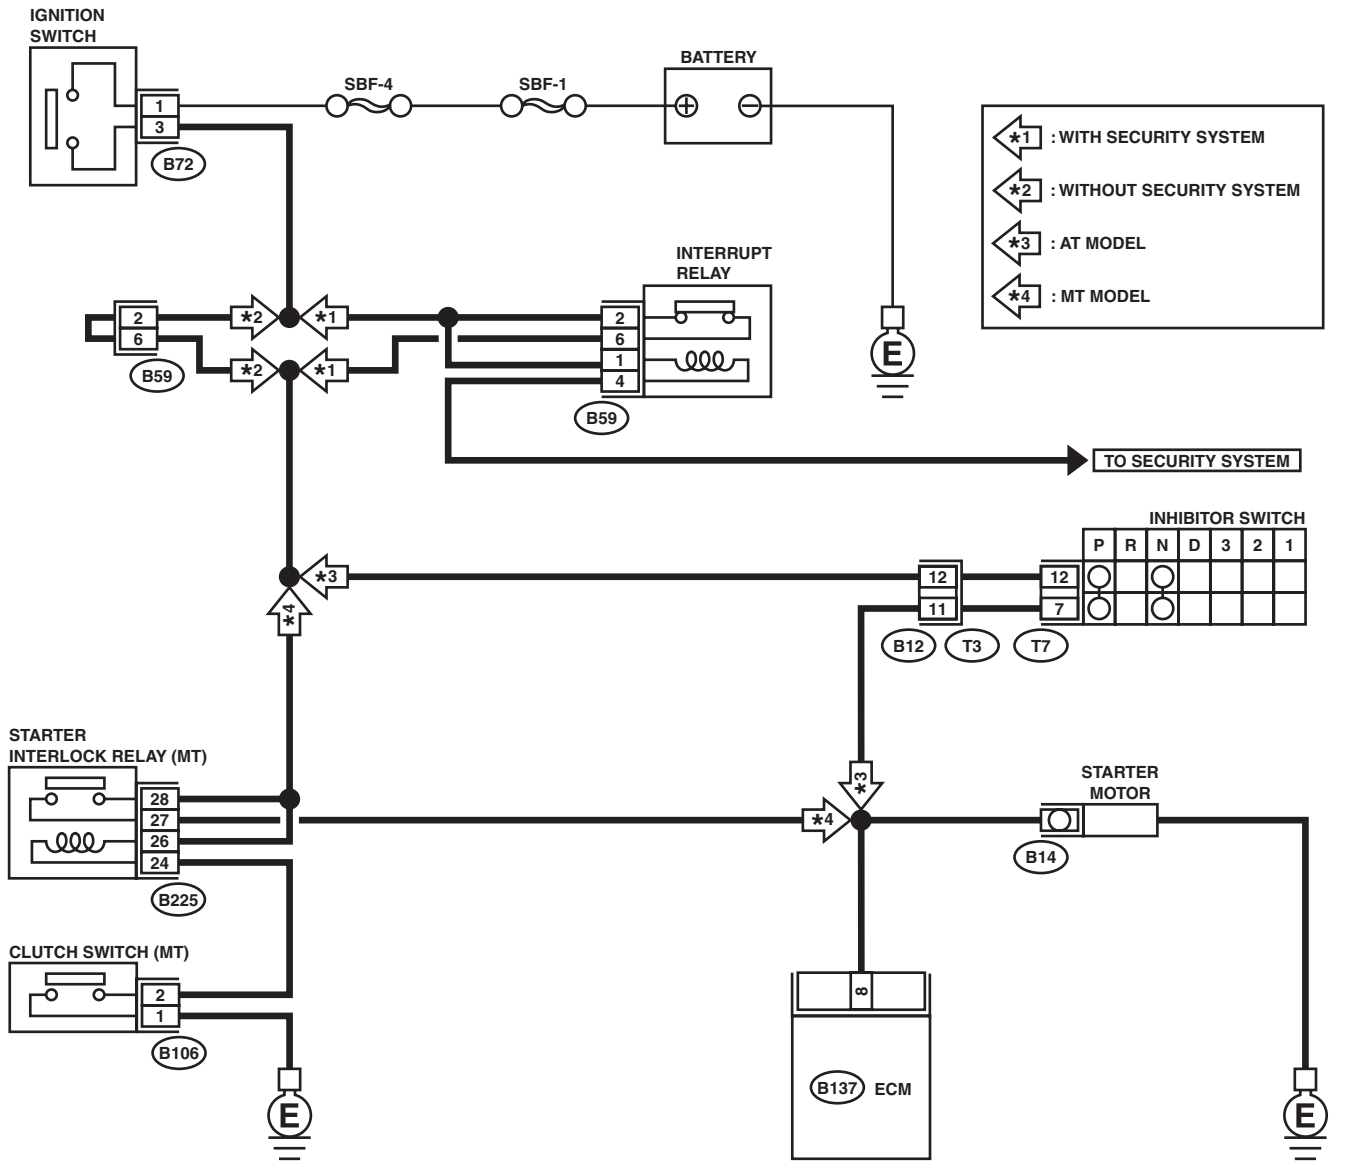 IGNITION
SWITCH
1
3
B72
SBF-4
SBF-1
BATTERY
+
−
E
*1 : WITH SECURITY SYSTEM
*2 : WITHOUT SECURITY SYSTEM
*3 : AT MODEL
*4 : MT MODEL
INTERRUPT
RELAY
2
6
B59
*2
*1
*2
*1
2
6
1
4
B59
TO SECURITY SYSTEM
INHIBITOR SWITCH
P R N D 3 2 1
*3
*4
12
11
12
7
B12
T3
T7
STARTER
INTERLOCK RELAY (MT)
28
27
26
24
B225
*3
*4
STARTER
MOTOR
B14
CLUTCH SWITCH (MT)
2
1
B106
E
8
B137 ECM
E